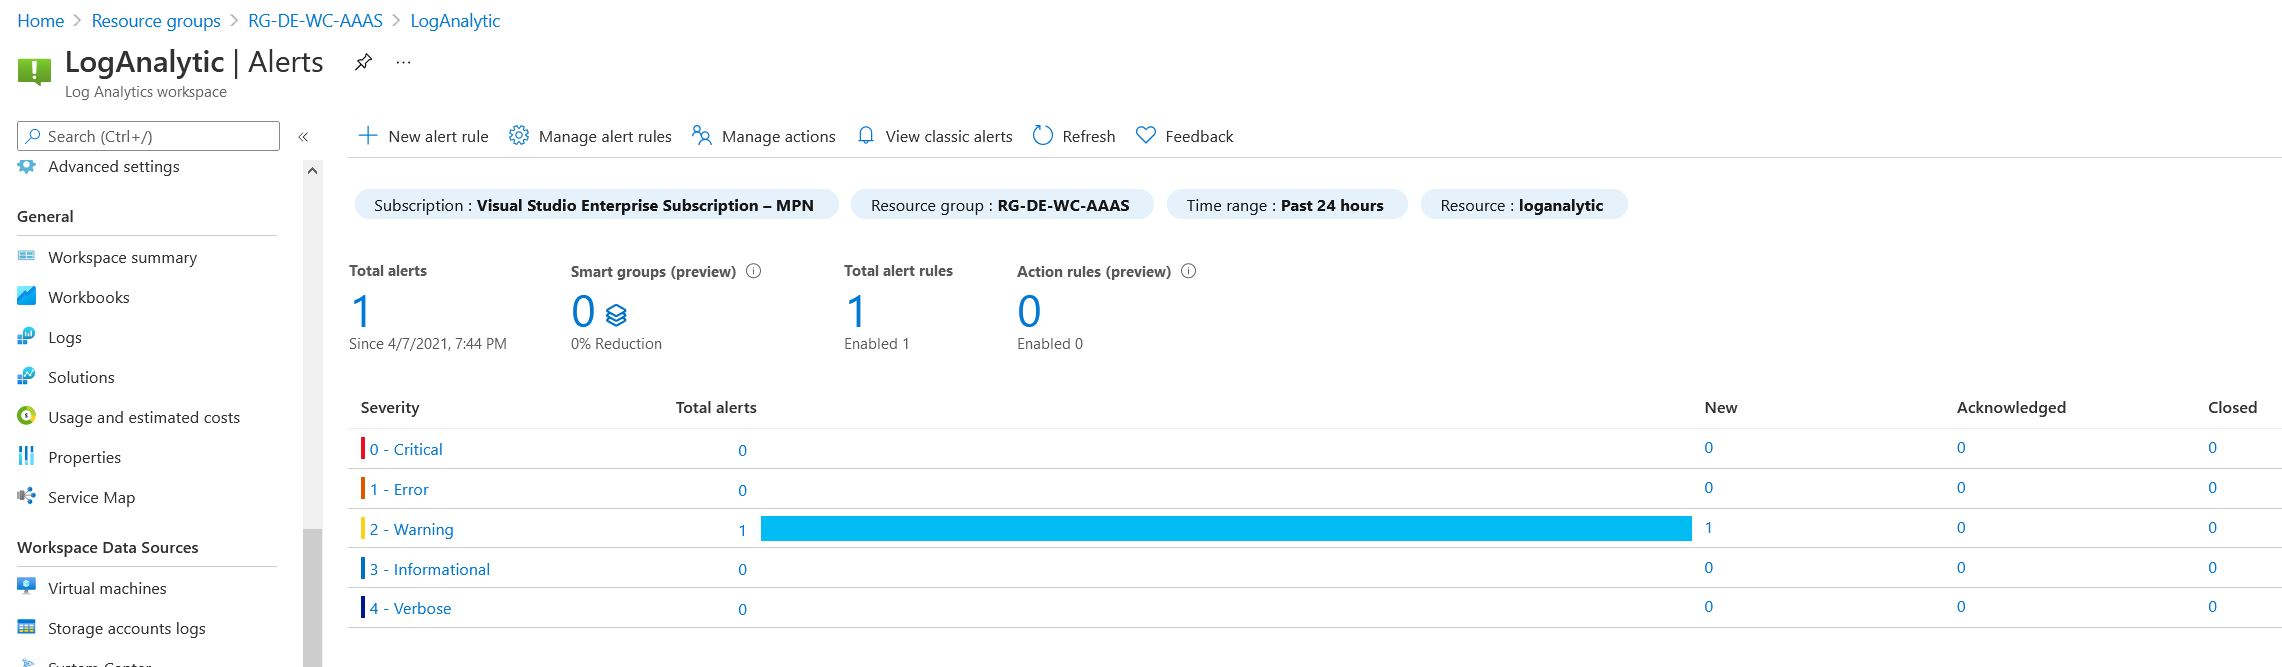 Home > Resource groups > RG-DE-WC-AAAS > LogAnalytic
LogAnalytic | Alerts ...
Log Analytics workspace
Search (Ctrl+/) «
Advanced settings
General
Workspace summary
Workbooks
Logs
Solutions
Usage and estimated costs
Properties
Service Map
Workspace Data Sources
Virtual machines
Storage accounts logs
System Center
New alert rule Manage alert rules Manage actions View classic alerts Refresh Feedback
Subscription : Visual Studio Enterprise Subscription – MPN Resource group : RG-DE-WC-AAAS Time range : Past 24 hours Resource : loganalytic
Total alerts Smart groups (preview) Total alert rules Action rules (preview)
1 0 1 0
Since 4/7/2021, 7:44 PM 0% Reduction Enabled 1 Enabled 0
Severity Total alerts New Acknowledged Closed
0 - Critical 0 0 0 0
1 - Error 0 0 0 0
2 - Warning 1 1 0 0
3 - Informational 0 0 0 0
4 - Verbose 0 0 0 0